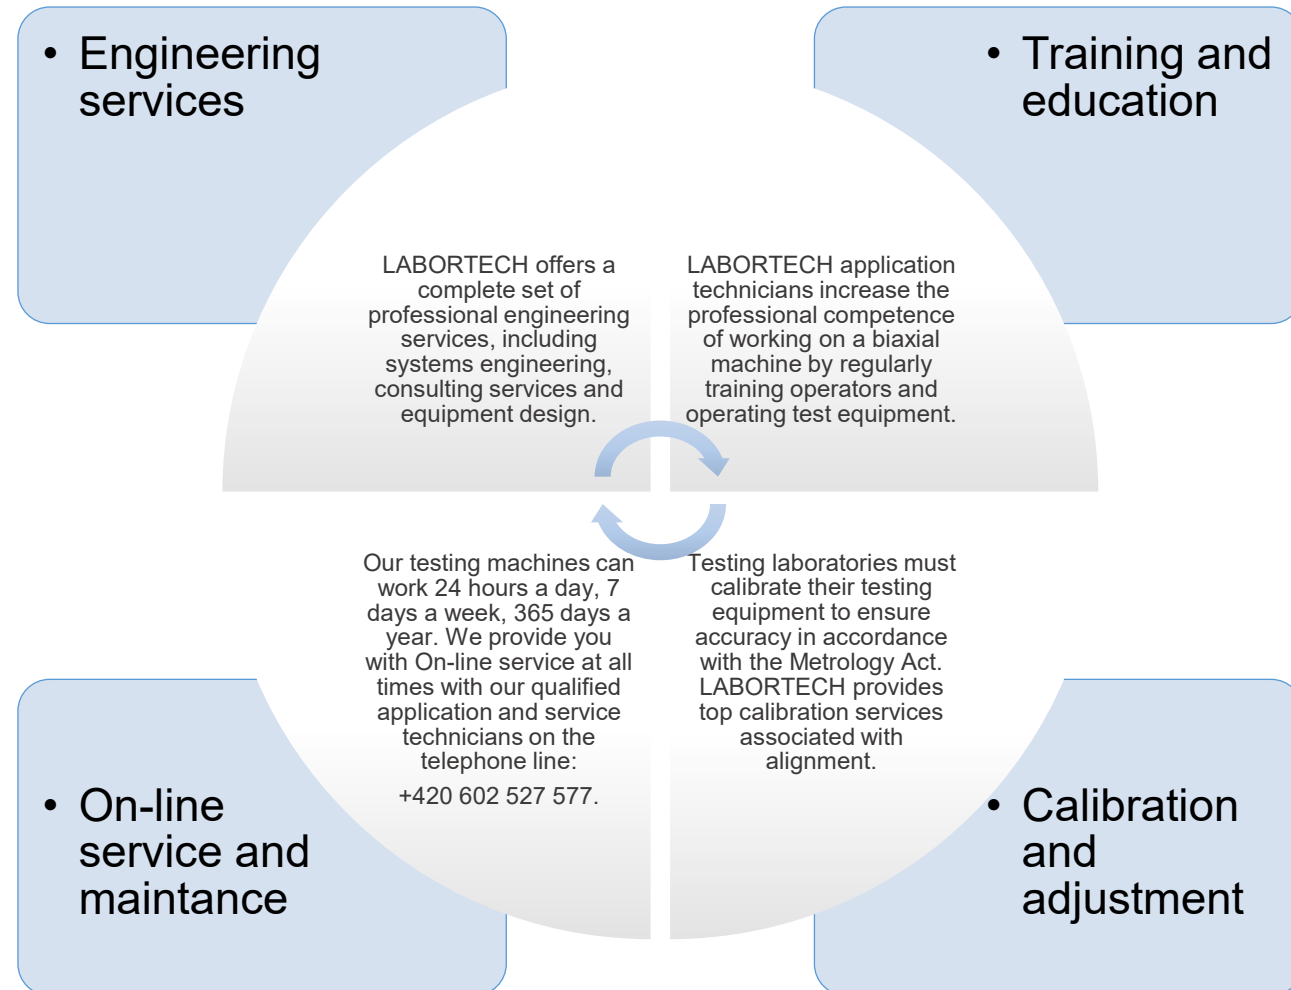 • Engineering
services
• Training and
education
LABORTECH offers a
complete set of
professional engineering
services, including
systems engineering,
consulting services and
equipment design.
LABORTECH application
technicians increase the
professional competence
of working on a biaxial
machine by regularly
training operators and
operating test equipment.
Our testing machines can
work 24 hours a day, 7
days a week, 365 days a
year. We provide you
with On-line service at all
times with our qualified
application and service
technicians on the
telephone line:
+420 602 527 577.
Testing laboratories must
calibrate their testing
equipment to ensure
accuracy in accordance
with the Metrology Act.
LABORTECH provides
top calibration services
associated with
alignment.
• On-line
service and
maintance
• Calibration
and
adjustment